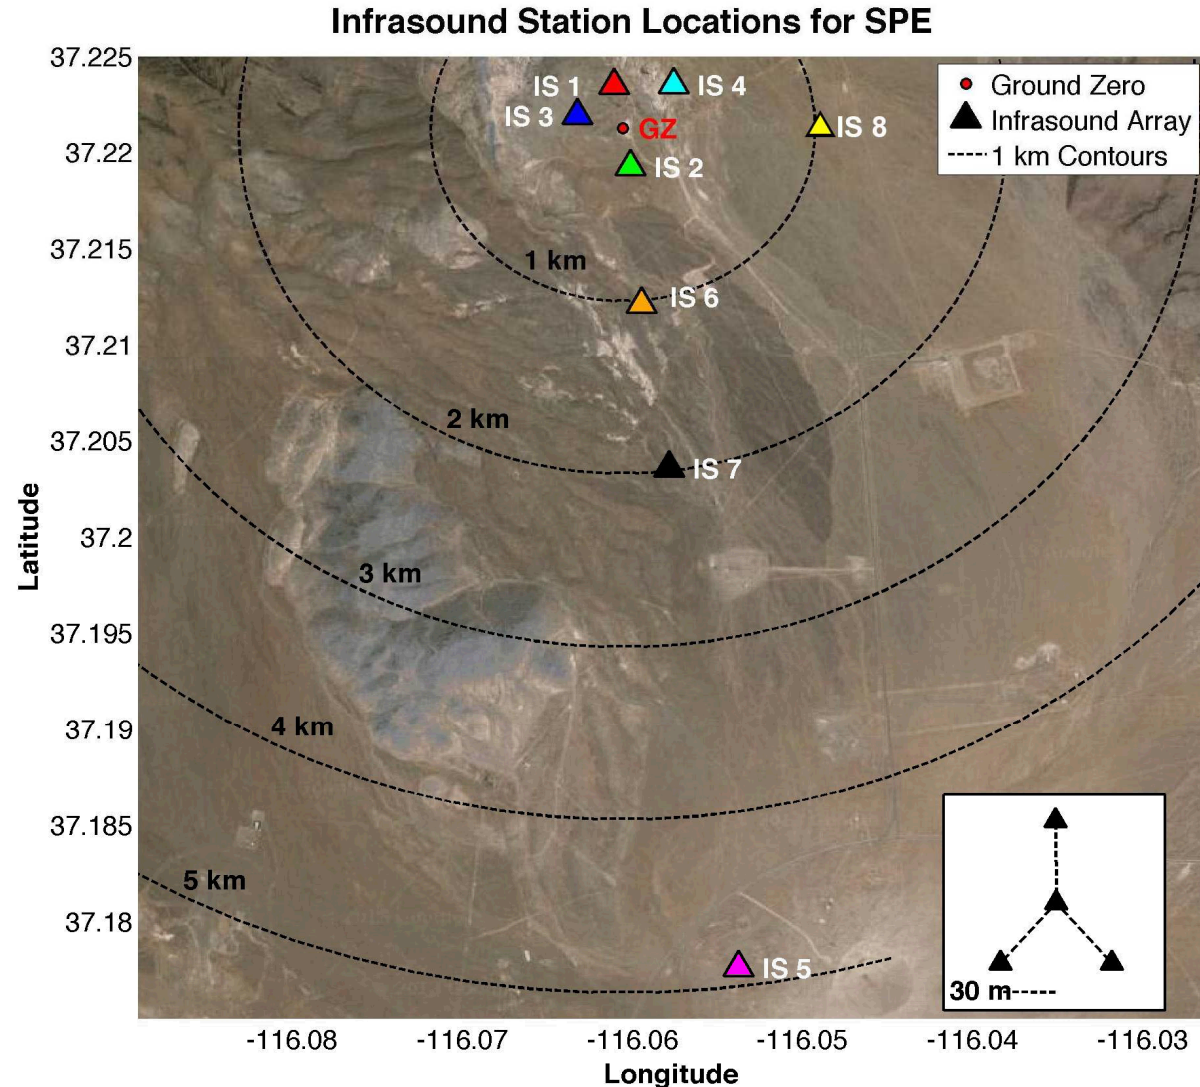 Infrasound Station Locations for SPE
37.225
37.22
37.215
37.21
37.205
37.2
37.195
37.19
37.185
37.18
Latitude
IS 1
IS 4
IS 3
GZ
IS 8
IS 2
1 km
IS 6
2 km
IS 7
3 km
4 km
5 km
IS 5
Ground Zero
Infrasound Array
1 km Contours
30 m
-116.08
-116.07
-116.06
-116.05
-116.04
-116.03
Longitude